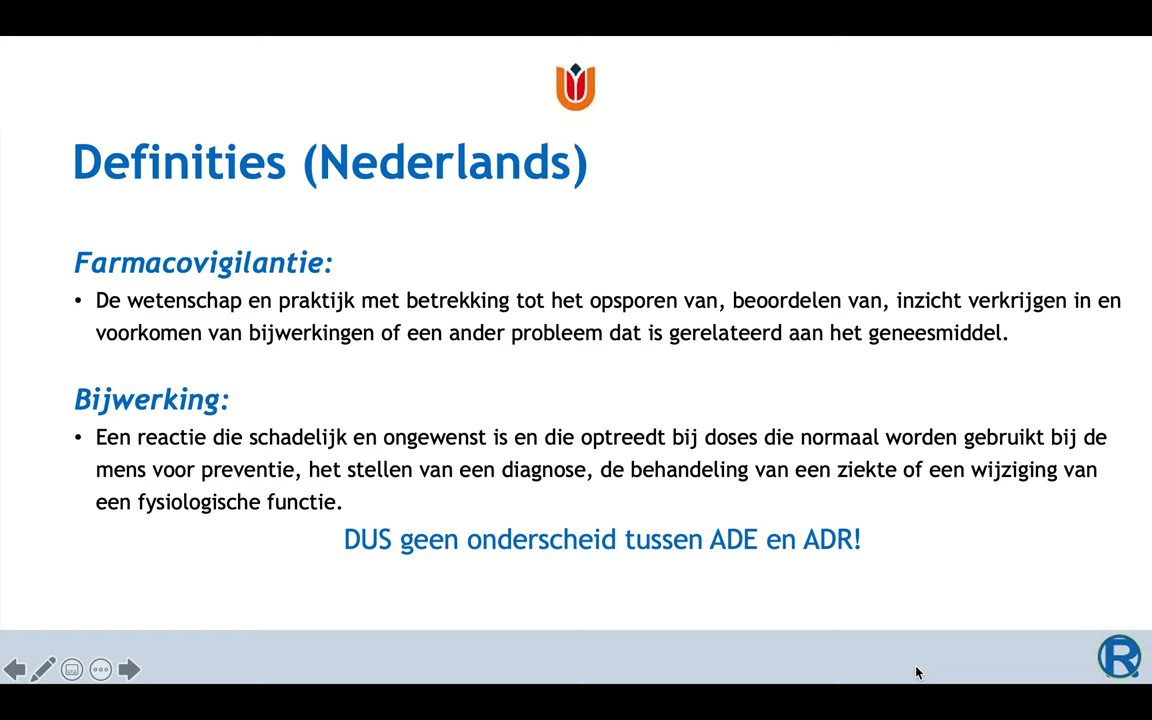 Definities (Nederlands)
Farmacovigilantie:
• De wetenschap en praktijk met betrekking tot het opsporen van, beoordelen van, inzicht verkrijgen in en
voorkomen van bijwerkingen of een ander probleem dat is gerelateerd aan het geneesmiddel.
Bijwerking:
• Een reactie die schadelijk en ongewenst is en die optreedt bij doses die normaal worden gebruikt bij de
mens voor preventie, het stellen van een diagnose, de behandeling van een ziekte of een wijziging van
een fysiologische functie.
DUS geen onderscheid tussen ADE en ADR!
R